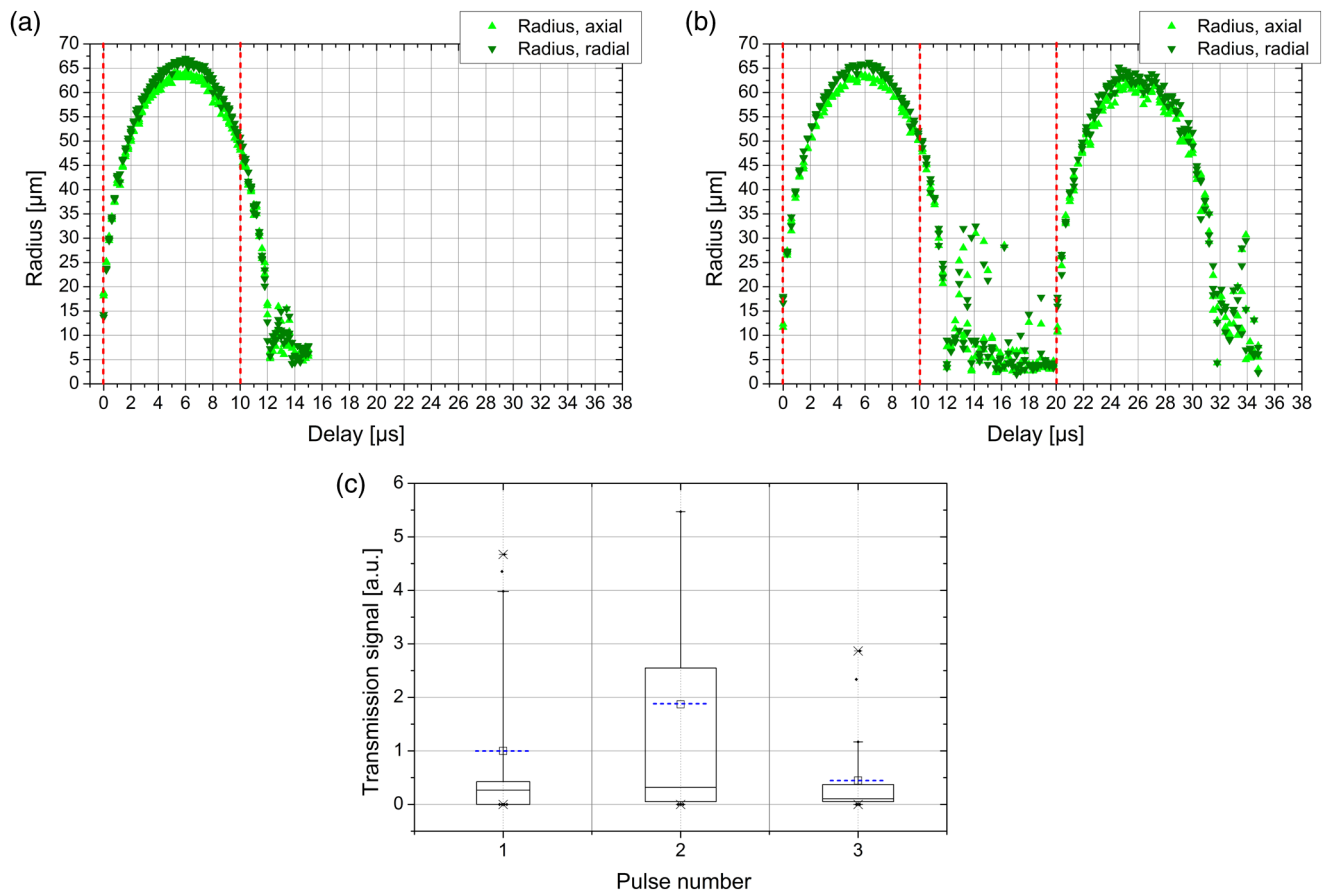 (a)
Radius, axial
Radius, radial
70
65
60
55
50
45
40
35
30
25
20
15
10
5
0
Radius [µm]
0 2 4 6 8 10 12 14 16 18 20 22 24 26 28 30 32 34 36 38
Delay [µs]
(b)
Radius, axial
Radius, radial
70
65
60
55
50
45
40
35
30
25
20
15
10
5
0
Radius [µm]
0 2 4 6 8 10 12 14 16 18 20 22 24 26 28 30 32 34 36 38
Delay [µs]
(c)
6
5
4
3
2
1
0
Transmission signal [a.u.]
1 2 3
Pulse number